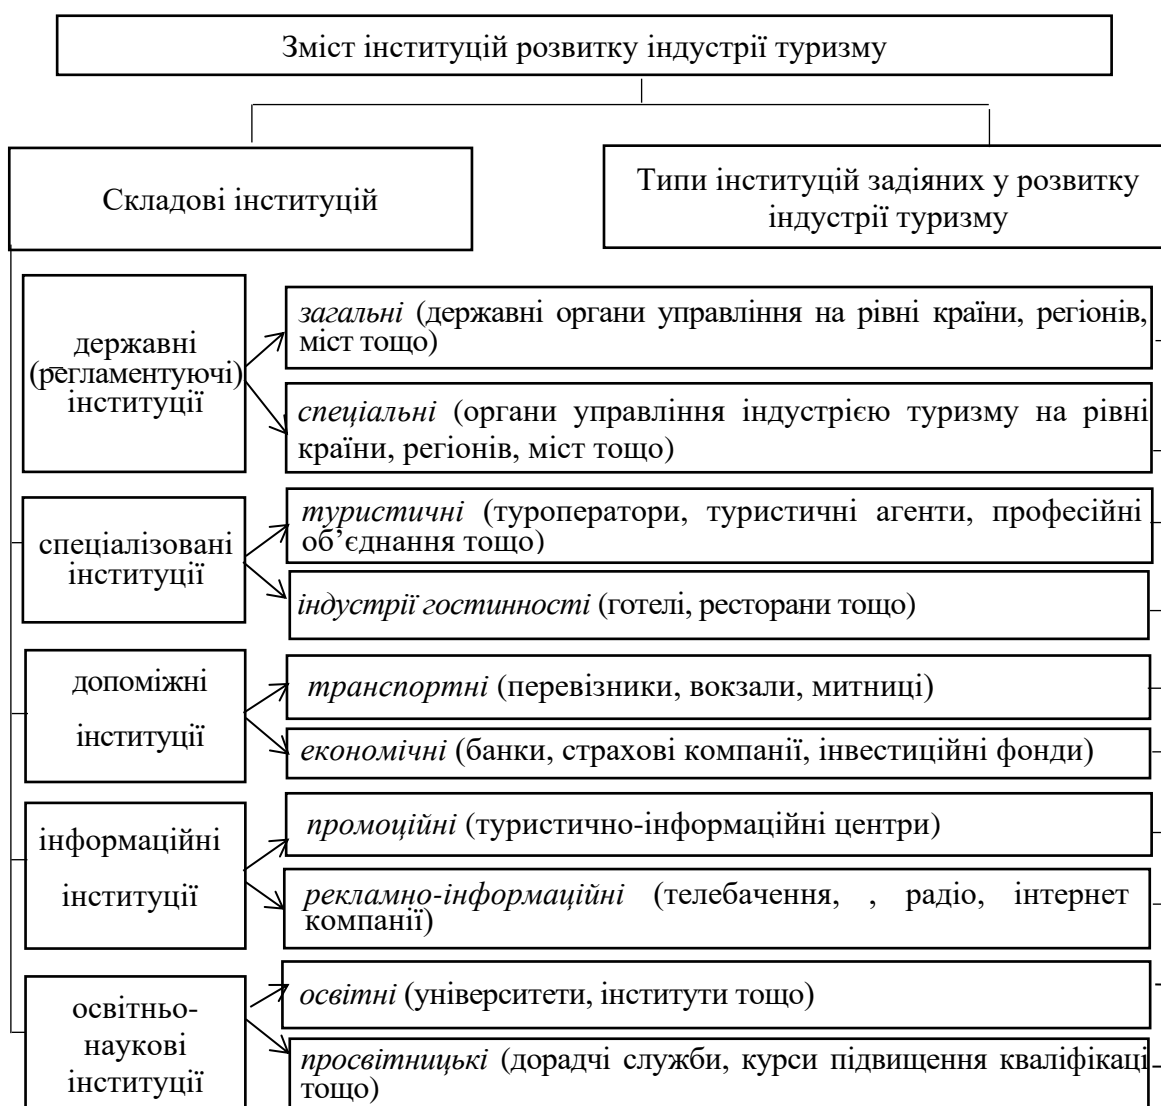 Зміст інституцій розвитку індустрії туризму
Складові інституцій
Типи інституцій задіяних у розвитку
індустрії туризму
державні
(регламентуючі)
інституції
загальні (державні органи управління на рівні країни, регіонів,
міст тощо)
спеціальні (органи управління індустрією туризму на рівні
країни, регіонів, міст тощо)
спеціалізовані
інституції
туристичні (туроператори, туристичні агенти, професійні
об’єднання тощо)
індустрії гостинності (готелі, ресторани тощо)
допоміжні
інституції
транспортні (перевізники, вокзали, митниці)
економічні (банки, страхові компанії, інвестиційні фонди)
інформаційні
інституції
промоційні (туристично-інформаційні центри)
рекламно-інформаційні (телебачення, , радіо, інтернет
компанії)
освітньо-
наукові
інституції
освітні (університети, інститути тощо)
просвітницькі (дорадчі служби, курси підвищення кваліфікаці
тощо)